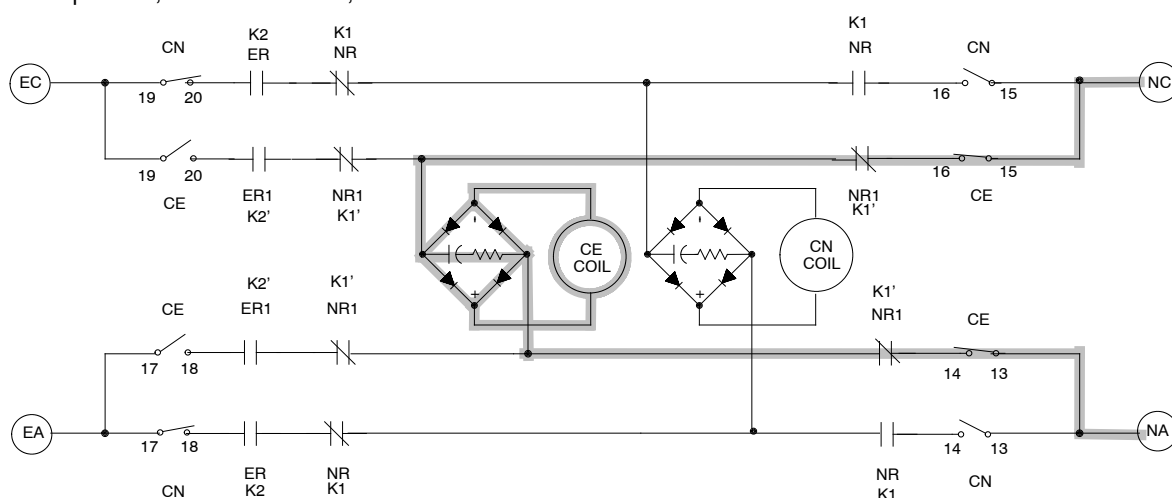 K2
ER
K1
NR
K1
NR
CN
CN
EC
19
20
16
15
NC
19
20
CE
ER1
K2'
NR1
K1'
NR1
K1'
16
15
CE
-
+
CE
COIL
-
+
CN
COIL
K2'
ER1
K1'
NR1
K1'
NR1
CE
CE
17
18
14
13
EA
17
18
14
13
NA
CN
ER
K2
NR
K1
NR
K1
CN